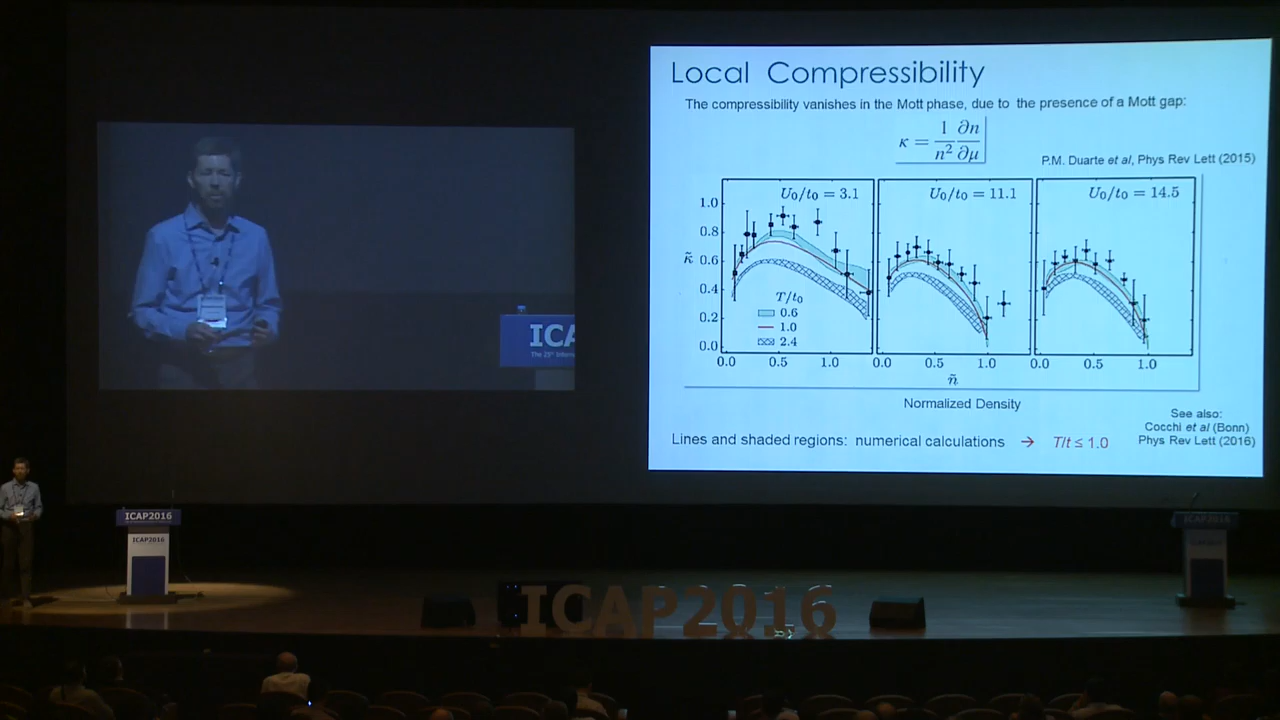 Local Compressibility
The compressibility vanishes in the Mott phase, due to the presence of a Mott gap:
κ = 1/n² ∂n/∂μ
P.M. Duarte et al, Phys Rev Lett (2015)
U₀/t₀ = 3.1
U₀/t₀ = 11.1
U₀/t₀ = 14.5
1.0
0.8
κ̃ 0.6
0.4
0.2
0.0
T/t₀
0.6
1.0
2.4
0.0 0.5 1.0
0.0 0.5 1.0
0.0 0.5 1.0
ñ
Normalized Density
See also:
Cocchi et al (Bonn)
Phys Rev Lett (2016)
Lines and shaded regions: numerical calculations → T/t ≤ 1.0
ICA
The 25th Interna
ICAP2016
ICAP2016
ICAP2016
ICAP2016